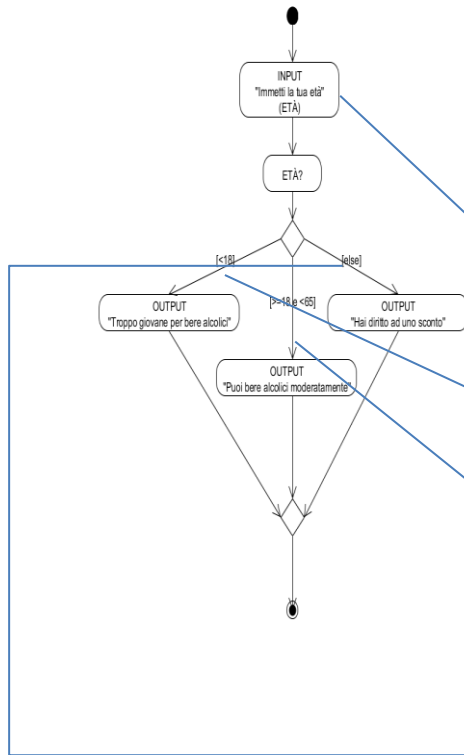 INPUT
"Immetti la tua età"
(ETÀ)
ETÀ?
[<18]
[else]
[>=18 e <65]
OUTPUT
"Troppo giovane per bere alcolici"
OUTPUT
"Hai diritto ad uno sconto"
OUTPUT
"Puoi bere alcolici moderatamente"